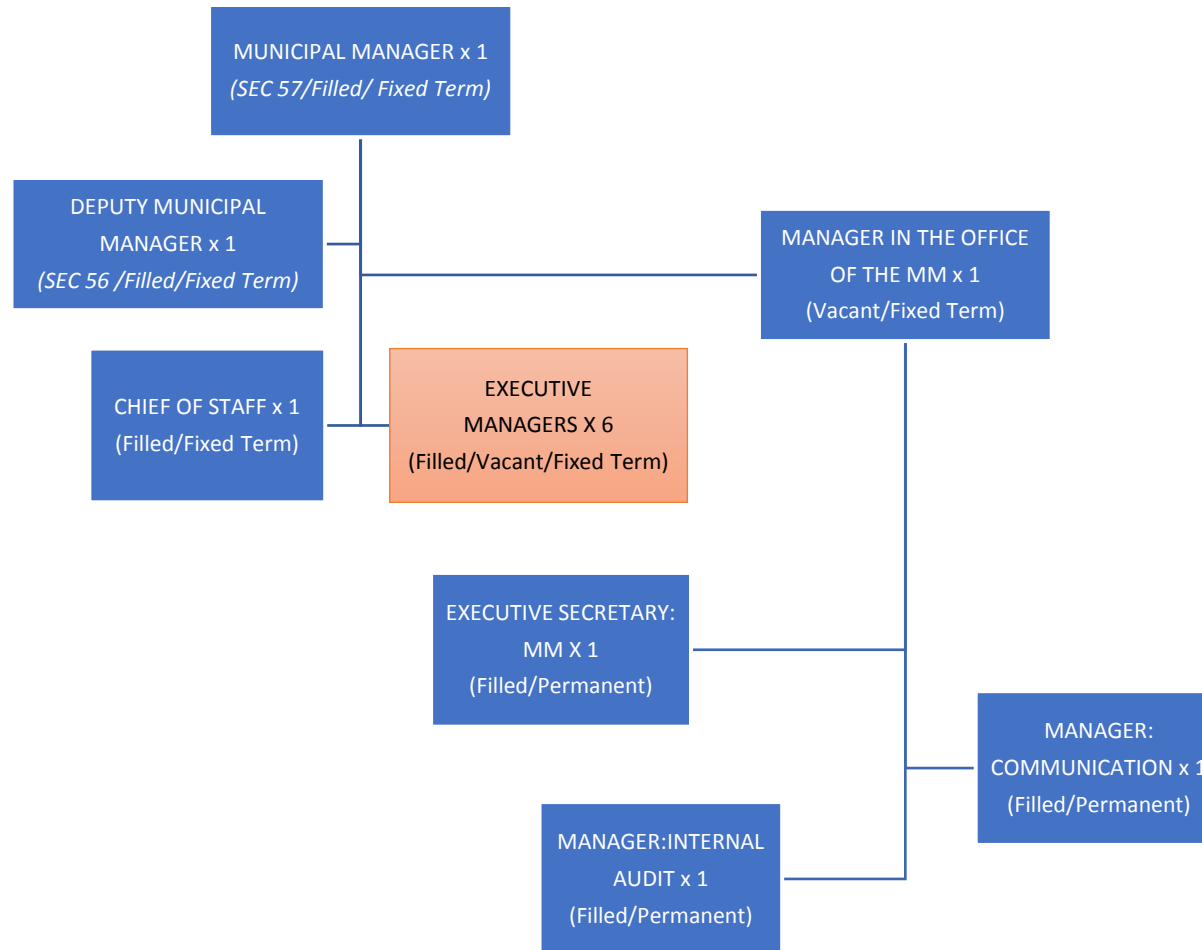 MUNICIPAL MANAGER x 1
(SEC 57/Filled/ Fixed Term)
DEPUTY MUNICIPAL
MANAGER x 1
(SEC 56 /Filled/Fixed Term)
MANAGER IN THE OFFICE
OF THE MM x 1
(Vacant/Fixed Term)
CHIEF OF STAFF x 1
(Filled/Fixed Term)
EXECUTIVE
MANAGERS X 6
(Filled/Vacant/Fixed Term)
EXECUTIVE SECRETARY:
MM X 1
(Filled/Permanent)
MANAGER:
COMMUNICATION x 1
(Filled/Permanent)
MANAGER:INTERNAL
AUDIT x 1
(Filled/Permanent)